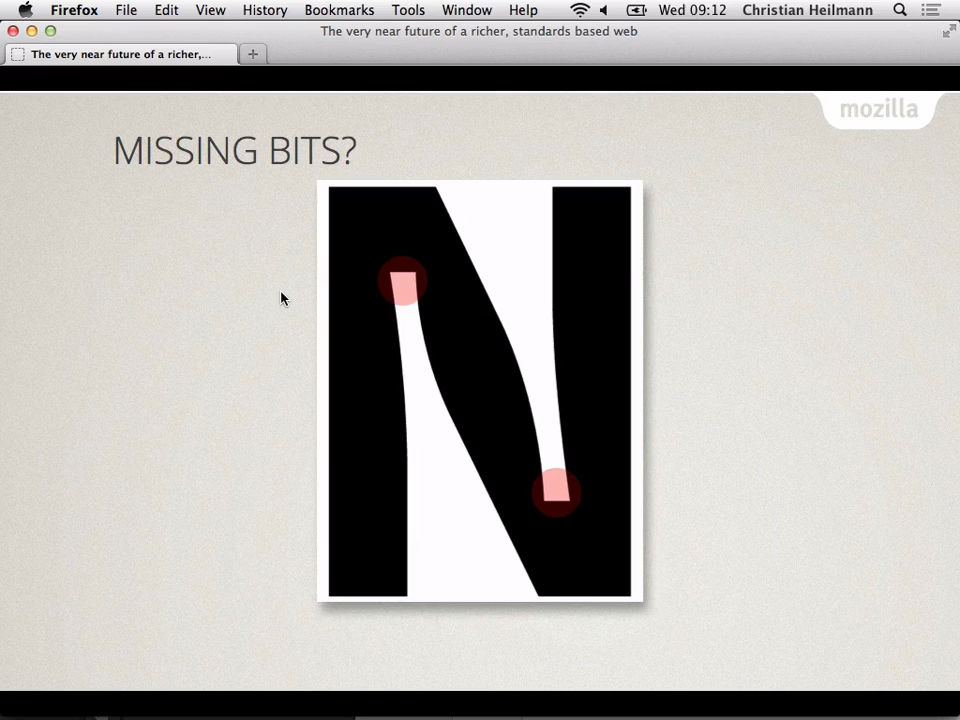 Firefox File Edit View History Bookmarks Tools Window Help Wed 09:12 Christian Heilmann
The very near future of a richer, standards based web
The very near future of a richer,...
mozilla
MISSING BITS?
N